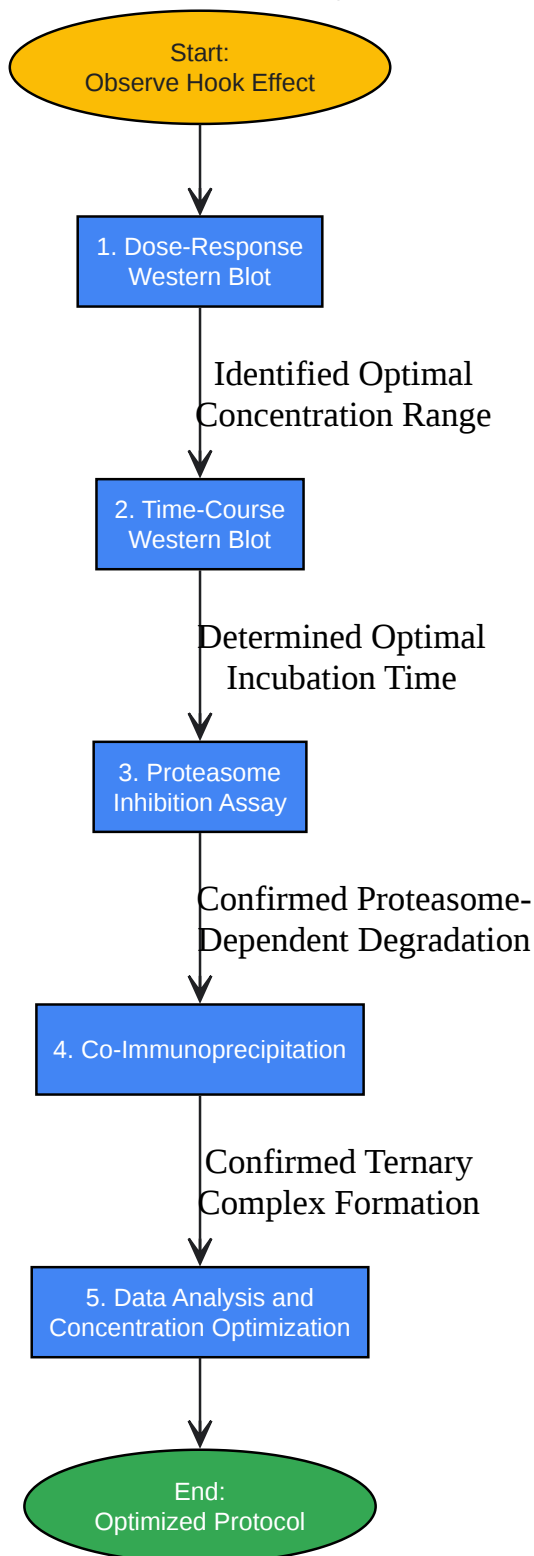 Start:
Observe Hook Effect
1. Dose-Response
Western Blot
Identified Optimal
Concentration Range
2. Time-Course
Western Blot
Determined Optimal
Incubation Time
3. Proteasome
Inhibition Assay
Confirmed Proteasome-
Dependent Degradation
4. Co-Immunoprecipitation
Confirmed Ternary
Complex Formation
5. Data Analysis and
Concentration Optimization
End:
Optimized Protocol